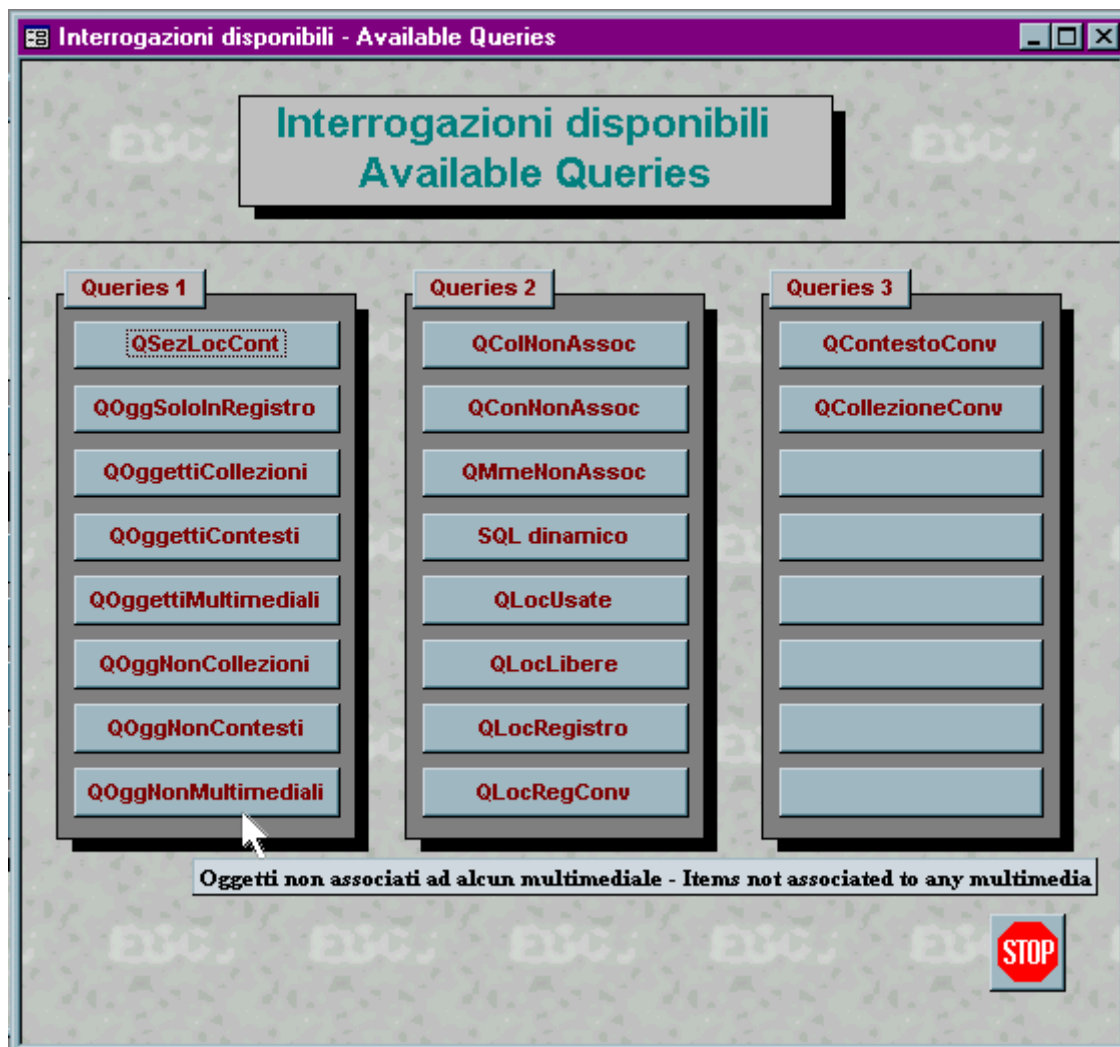 Interrogazioni disponibili - Available Queries
Interrogazioni disponibili
Available Queries
Queries 1
QSezLocCont
QOggSoloInRegistro
QOggettiCollezioni
QOggettiContesti
QOggettiMultimediali
QOggNonCollezioni
QOggNonContesti
QOggNonMultimediali
Queries 2
QColNonAssoc
QConNonAssoc
QMmeNonAssoc
SQL dinamico
QLocUsate
QLocLibere
QLocRegistro
QLocRegConv
Queries 3
QContestoConv
QCollezioneConv
Oggetti non associati ad alcun multimediale - Items not associated to any multimedia
STOP